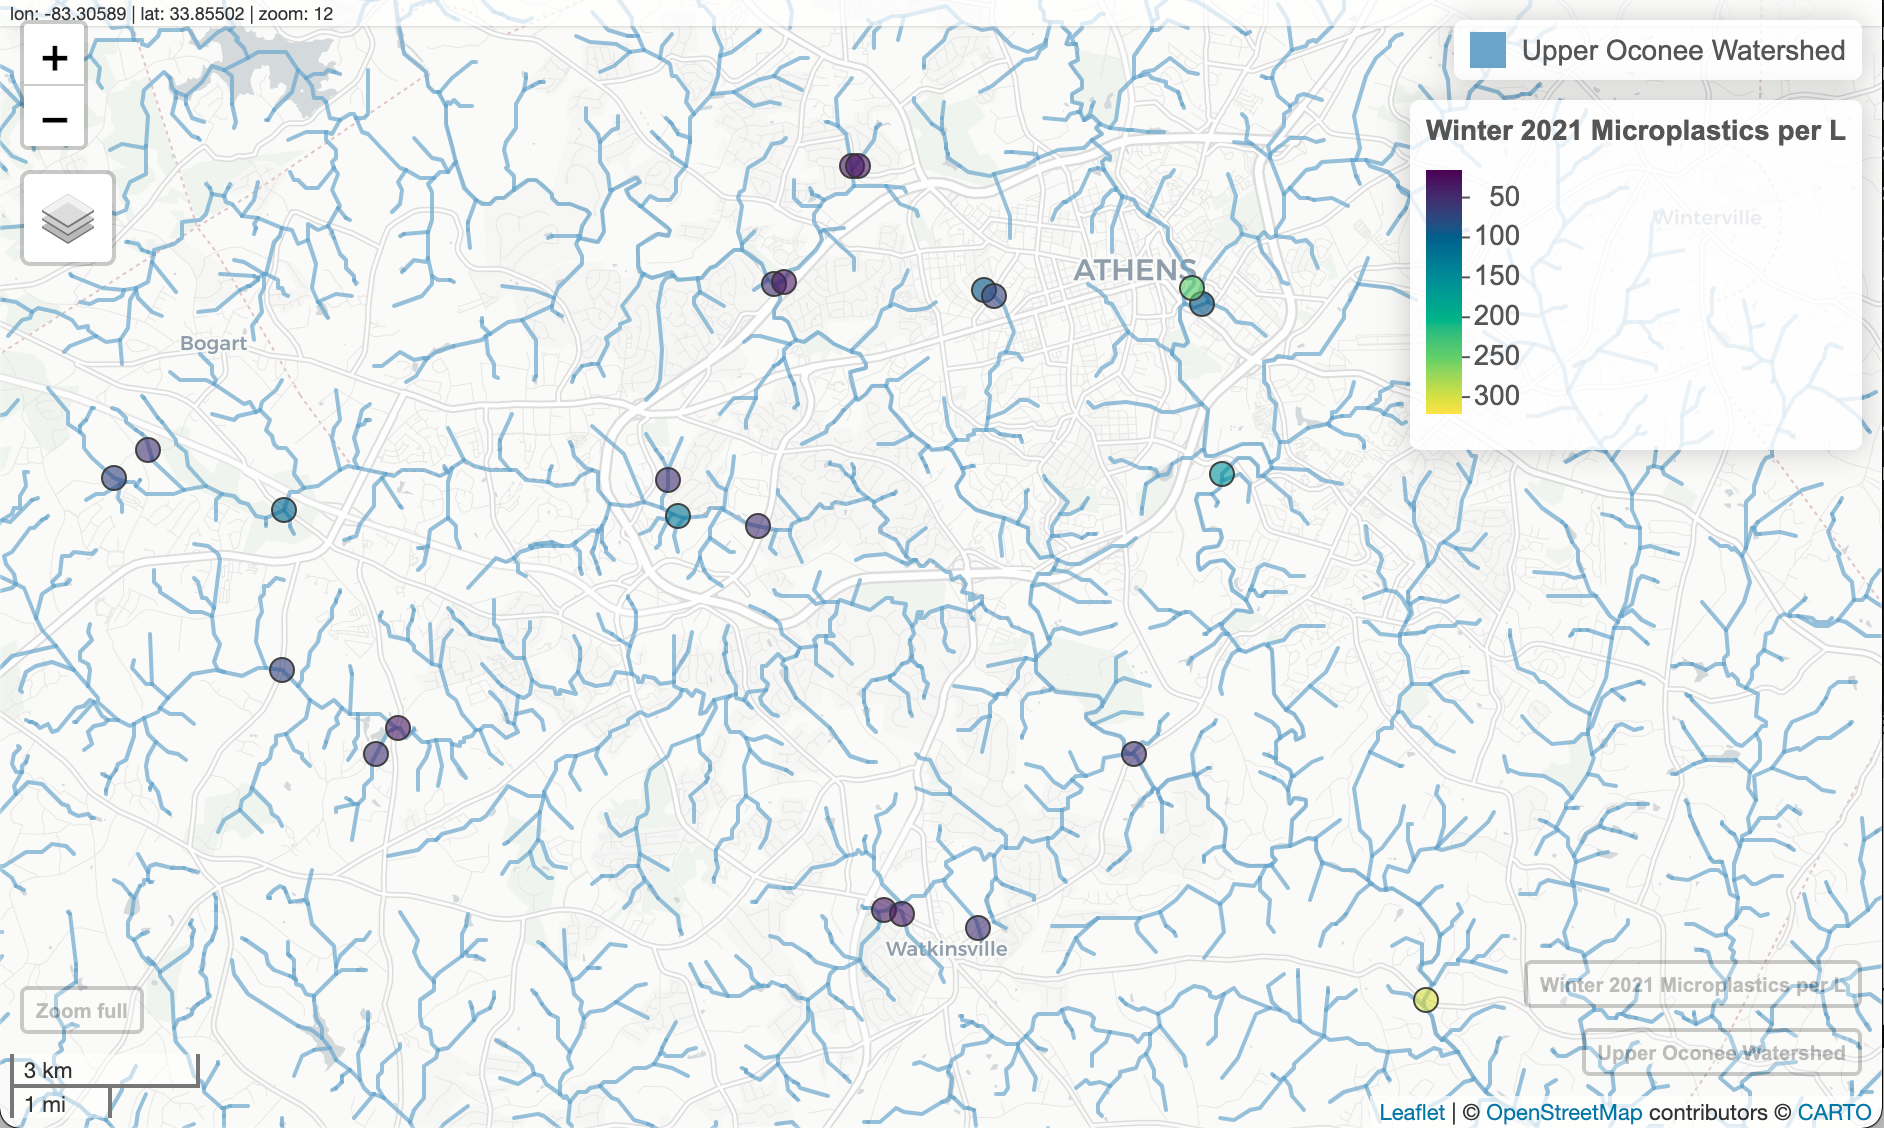 lon: -83.30589 | lat: 33.85502 | zoom: 12
+
−
Upper Oconee Watershed
Winter 2021 Microplastics per L
50
100
150
200
250
300
Winterville
ATHENS
Bogart
Watkinsville
Winter 2021 Microplastics per L
Zoom full
Upper Oconee Watershed
3 km
1 mi
Leaflet | © OpenStreetMap contributors © CARTO